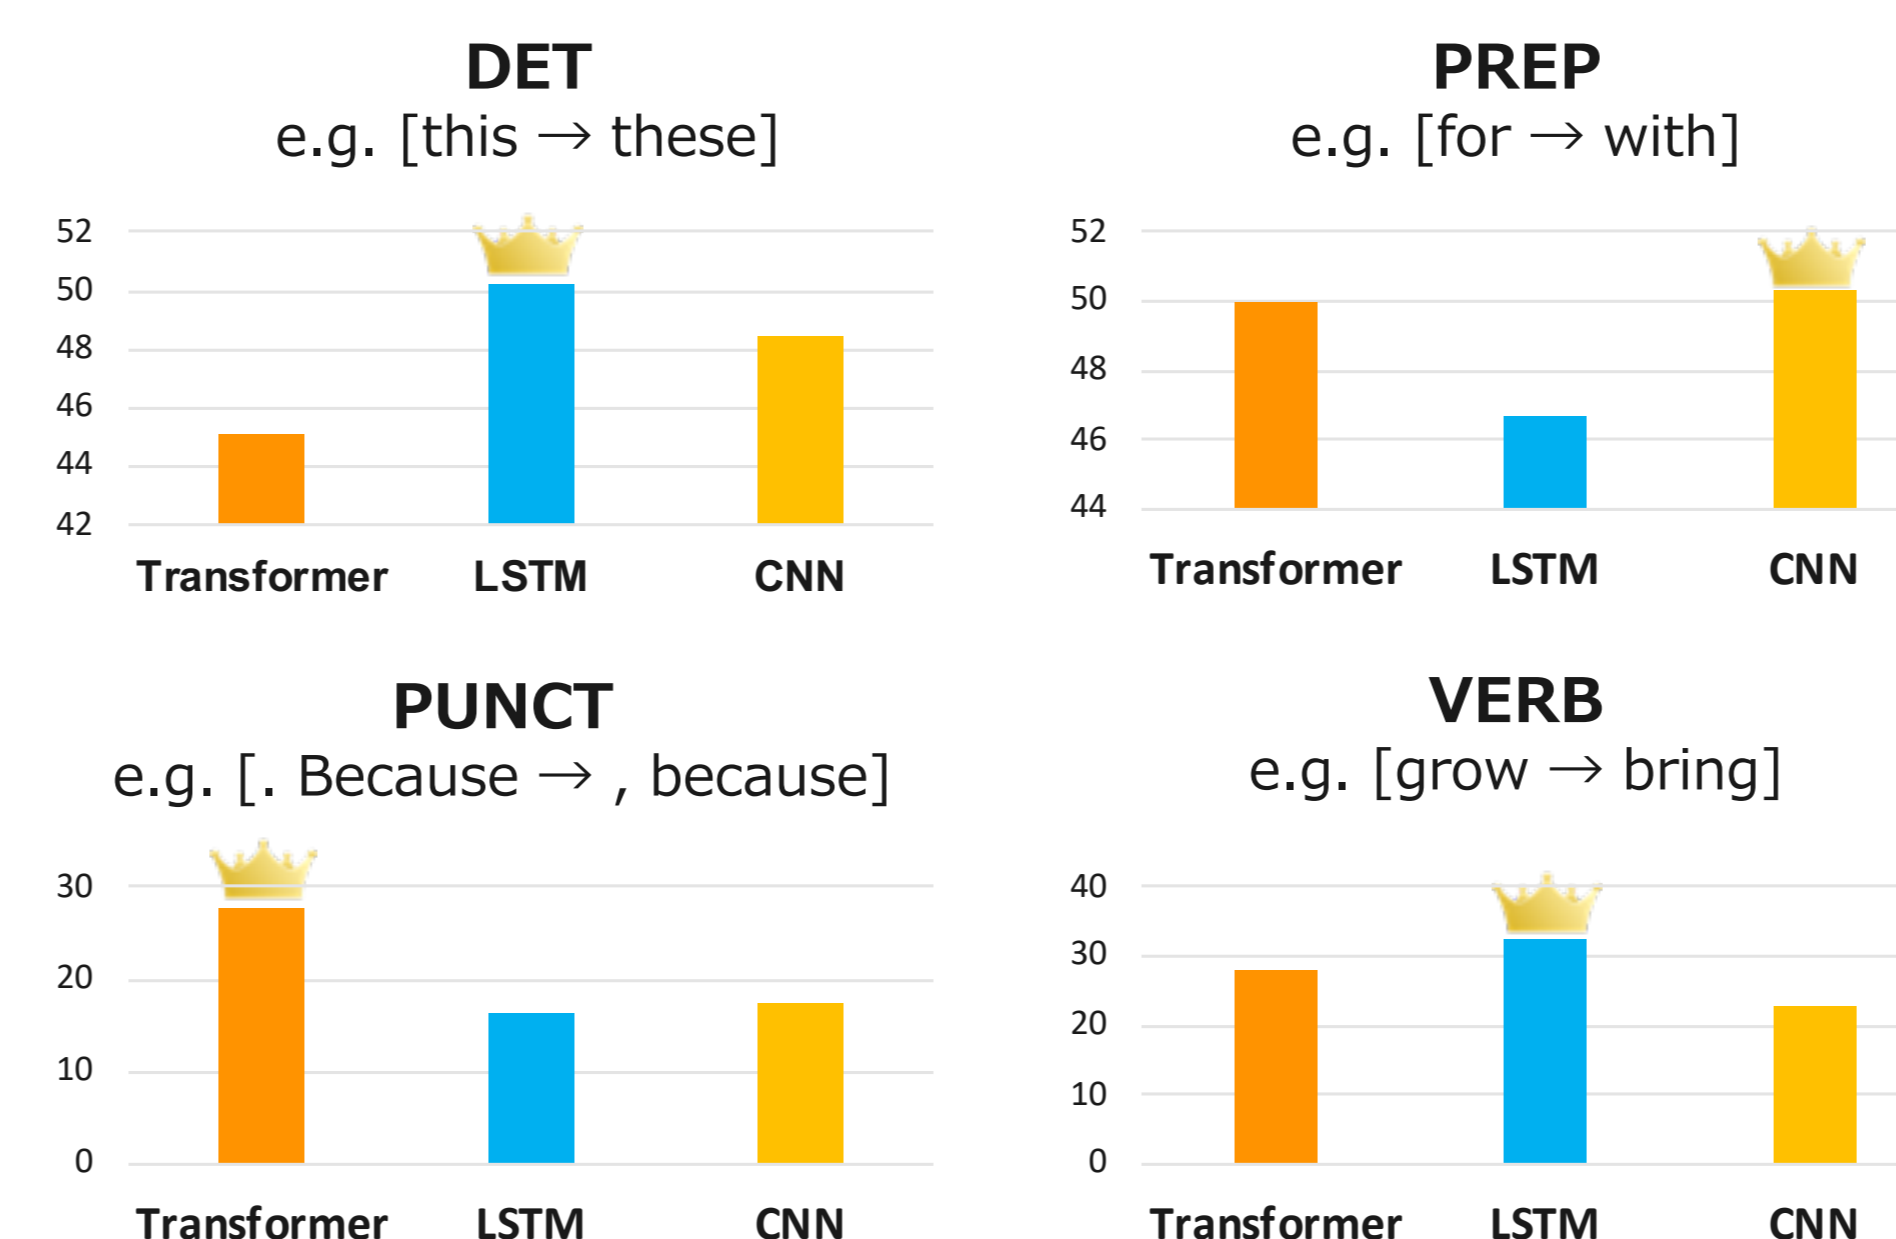 DET
e.g. [this → these]
52
50
48
46
44
42
Transformer LSTM CNN
PREP
e.g. [for → with]
52
50
48
46
44
Transformer LSTM CNN
PUNCT
e.g. [. Because → , because]
30
20
10
0
Transformer LSTM CNN
VERB
e.g. [grow → bring]
40
30
20
10
0
Transformer LSTM CNN